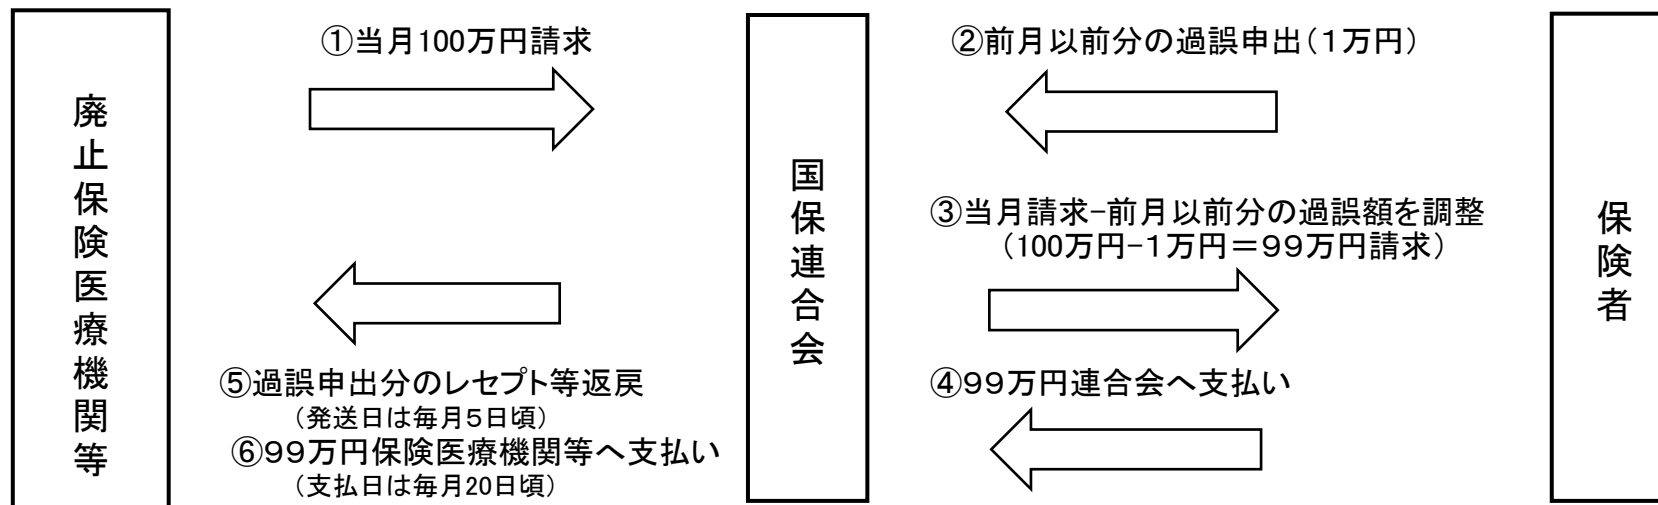 廃止保険医療機関等
①当月100万円請求
⑤過誤申出分のレセプト等返戻
（発送日は毎月5日頃）
⑥９９万円保険医療機関等へ支払い
（支払日は毎月20日頃）
国保連合会
②前月以前分の過誤申出（１万円）
③当月請求−前月以前分の過誤額を調整
（100万円−１万円＝９９万円請求）
④９９万円連合会へ支払い
保険者